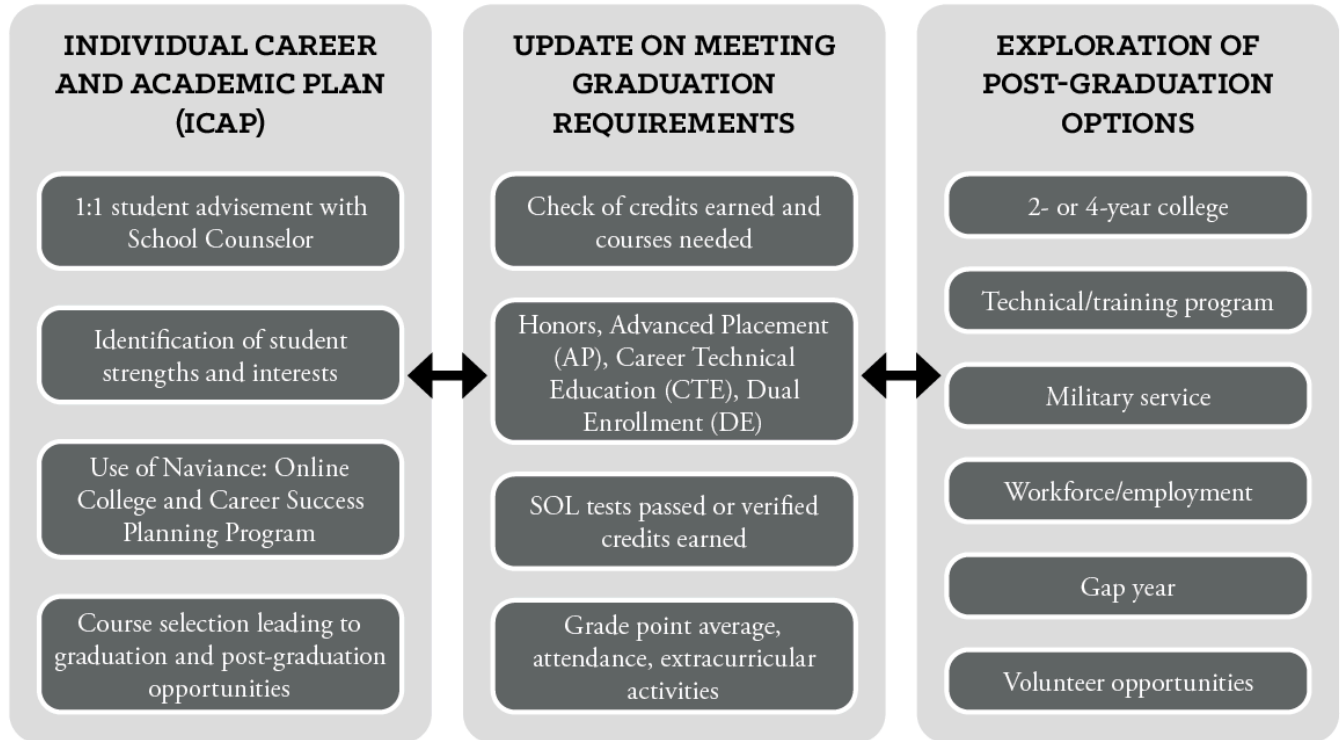 INDIVIDUAL CAREER
AND ACADEMIC PLAN
(ICAP)
1:1 student advisement with
School Counselor
Identification of student
strengths and interests
Use of Naviance: Online
College and Career Success
Planning Program
Course selection leading to
graduation and post-graduation
opportunities
UPDATE ON MEETING
GRADUATION
REQUIREMENTS
Check of credits earned and
courses needed
Honors, Advanced Placement
(AP), Career Technical
Education (CTE), Dual
Enrollment (DE)
SOL tests passed or verified
credits earned
Grade point average,
attendance, extracurricular
activities
EXPLORATION OF
POST-GRADUATION
OPTIONS
2- or 4-year college
Technical/training program
Military service
Workforce/employment
Gap year
Volunteer opportunities